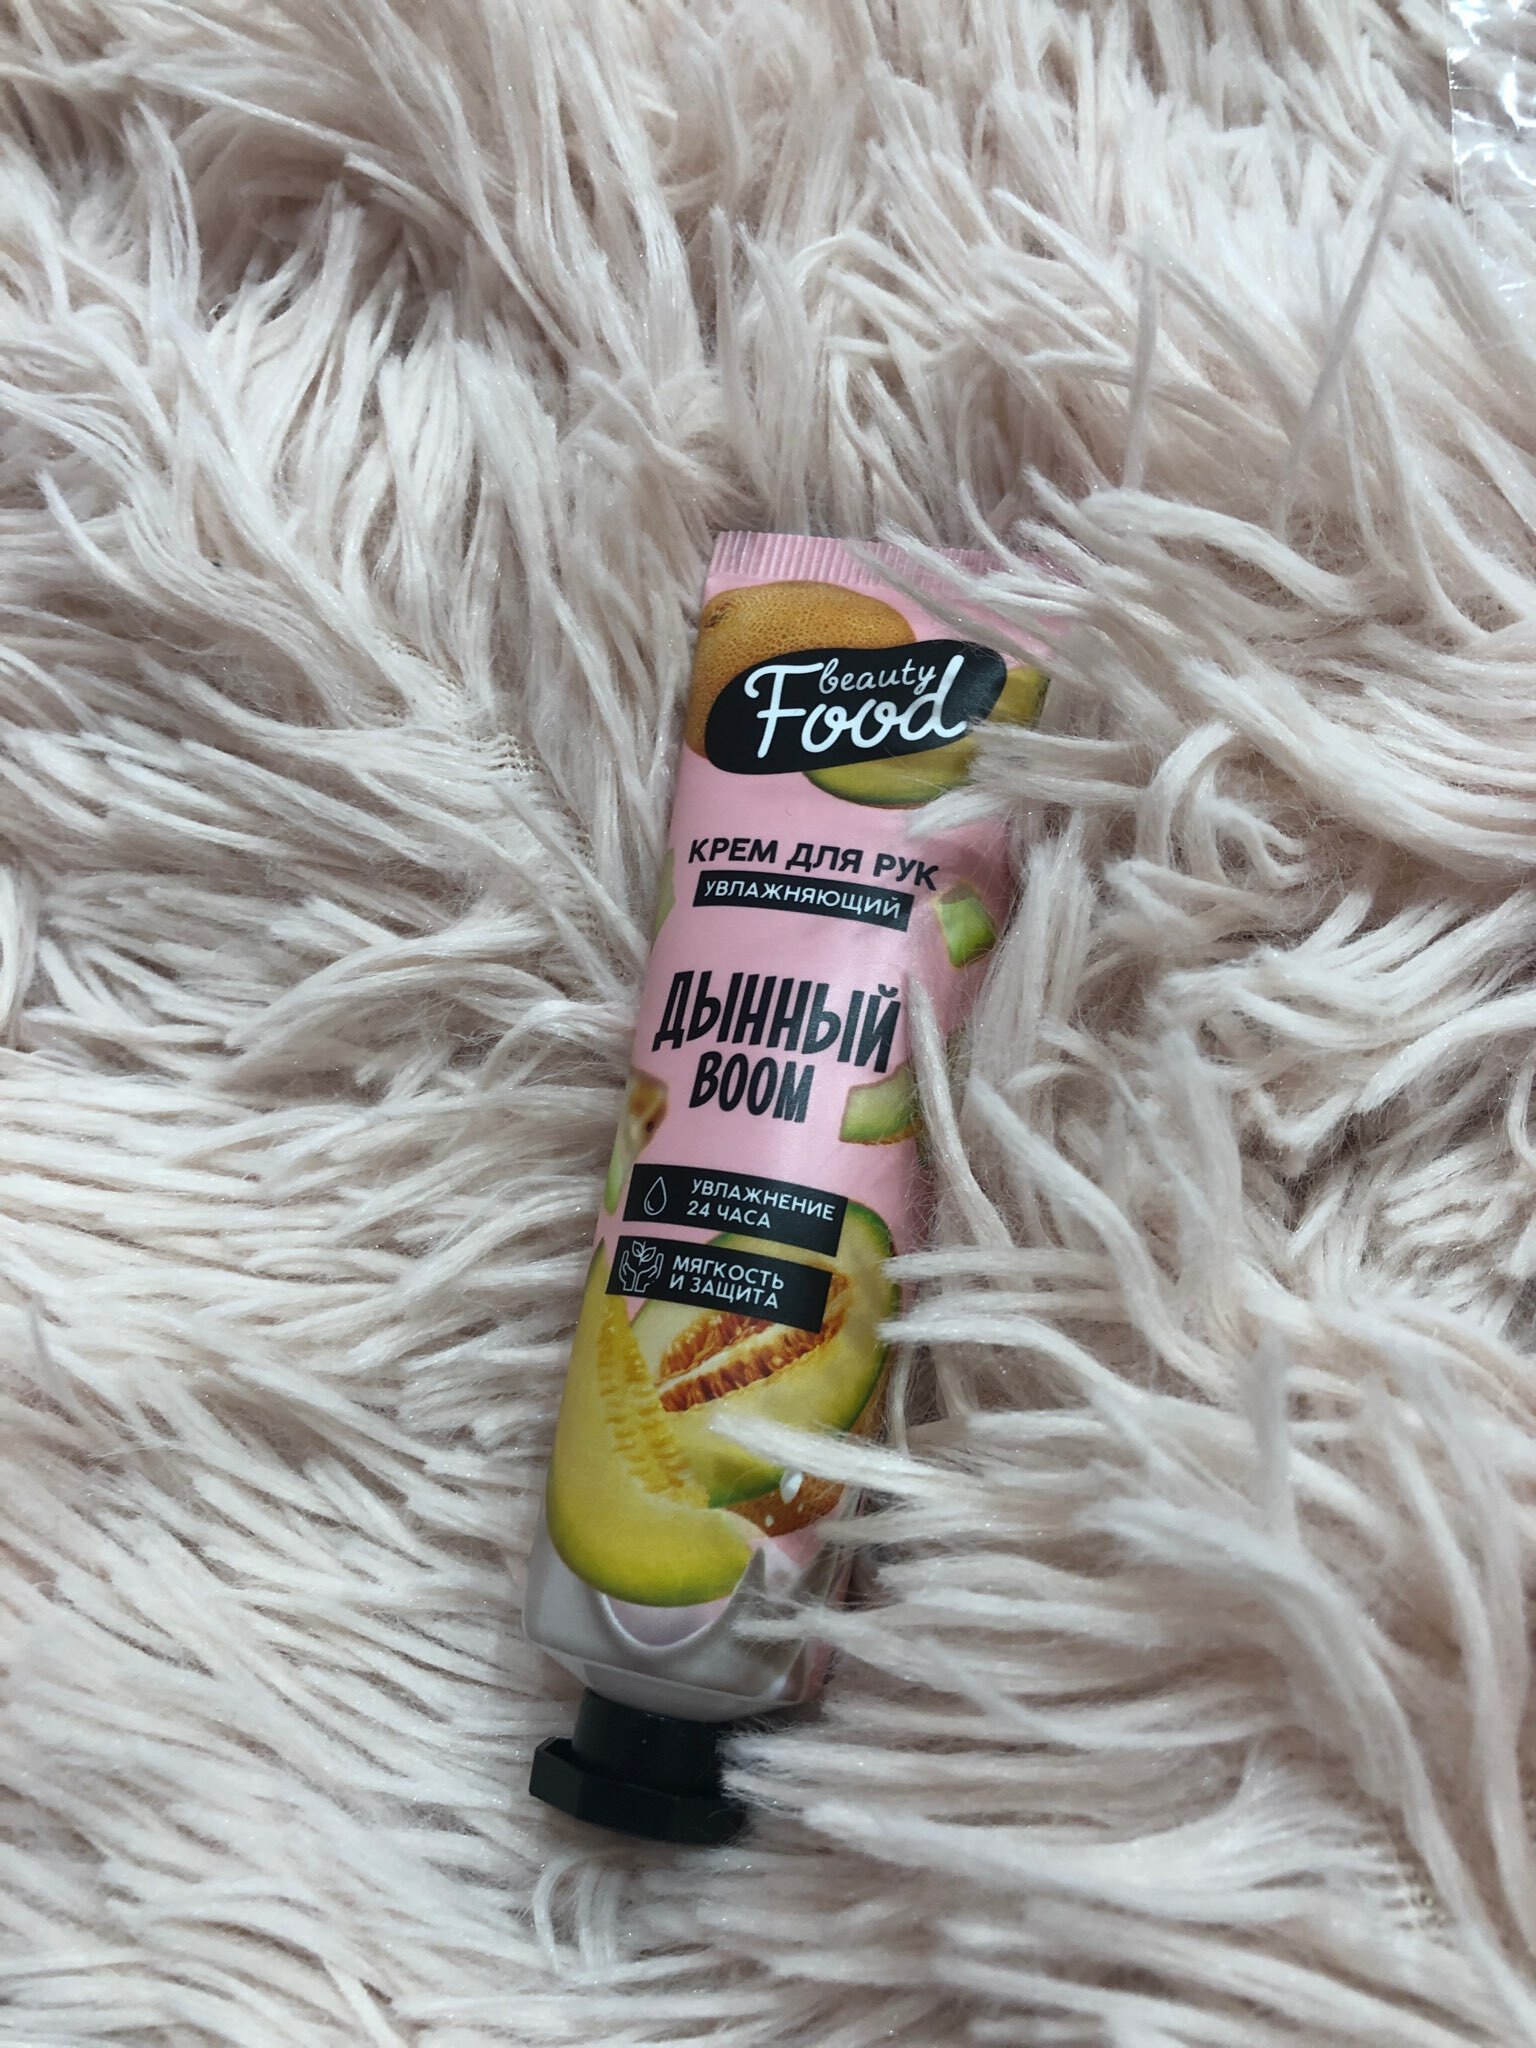 beauty
Food
КРЕМ ДЛЯ РУК
УВЛАЖНЯЮЩИЙ
ДЫННЫЙ
BOOM
УВЛАЖНЕНИЕ
24 ЧАСА
МЯГКОСТЬ
И ЗАЩИТА